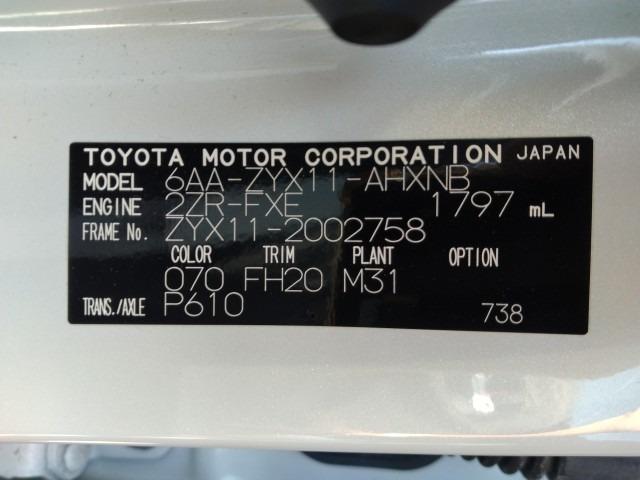 TOYOTA MOTOR CORPORATION JAPAN
MODEL 6AA-ZYX11-AHXNB
ENGINE 2ZR-FXE 1797 mL
FRAME No. ZYX11-2002758
COLOR TRIM PLANT OPTION
070 FH20 M31
TRANS./AXLE P610 738